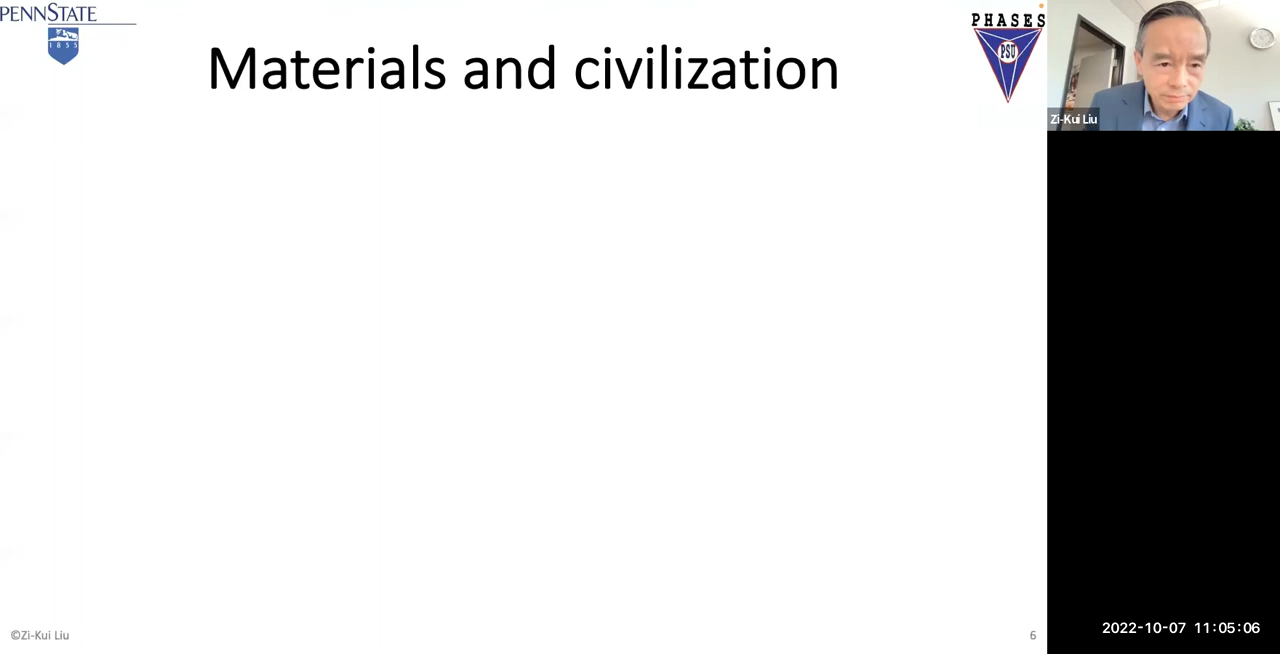 PENNSTATE
1855
Materials and civilization
PHASES
PSU
Zi-Kui Liu
©Zi-Kui Liu
6
2022-10-07 11:05:06